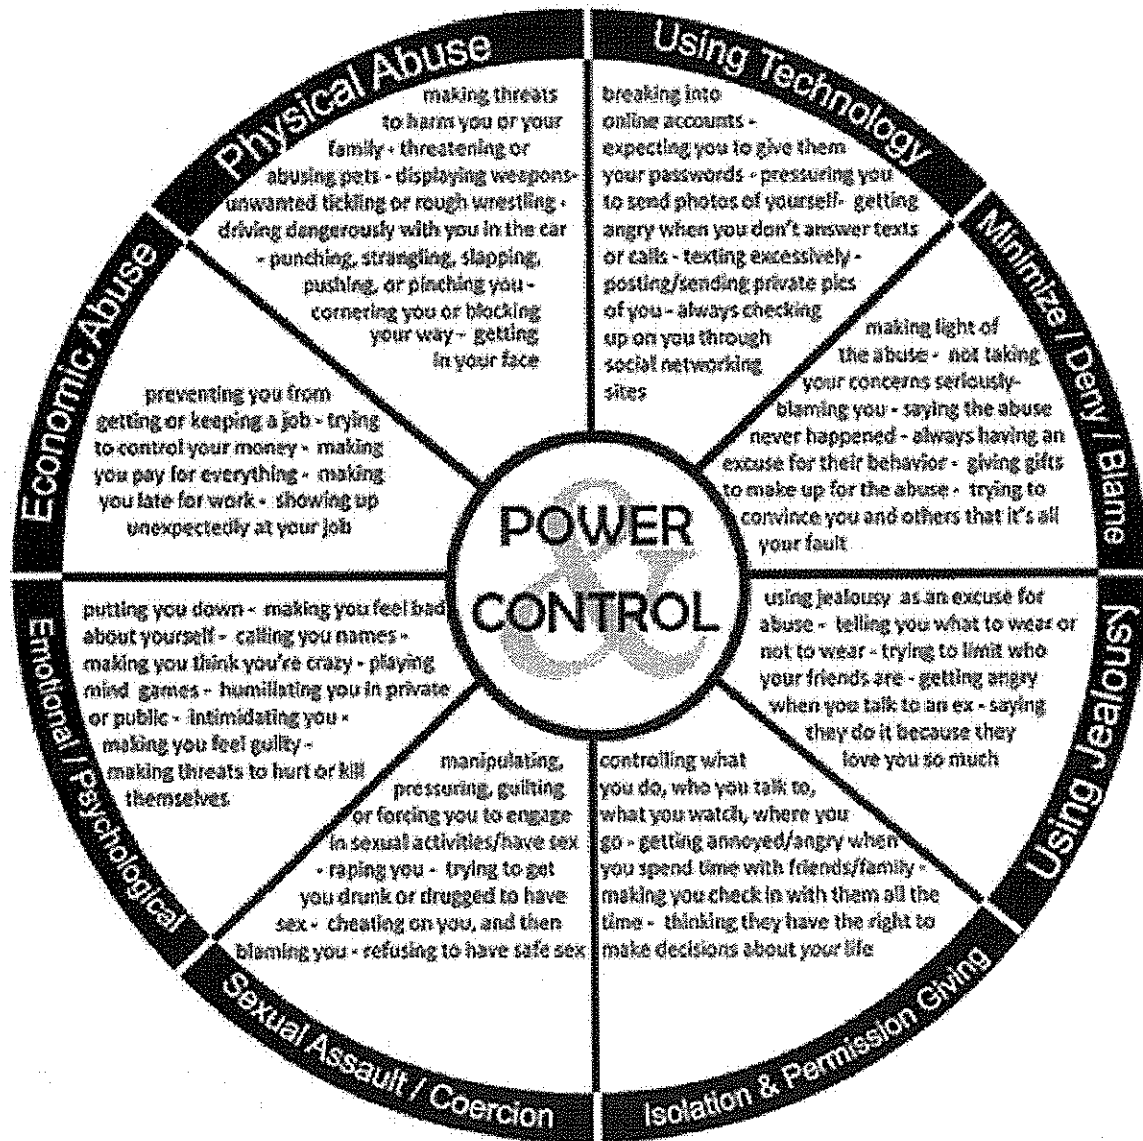 Physical Abuse
making threats
to harm you or your
family - threatening or
abusing pets - displaying weapons-
unwanted tickling or rough wrestling -
driving dangerously with you in the car
- punching, strangling, slapping,
pushing, or pinching you -
cornering you or blocking
your way - getting
in your face
Using Technology
breaking into
online accounts -
expecting you to give them
your passwords - pressuring you
to send photos of yourself- getting
angry when you don't answer texts
or calls - texting excessively -
posting/sending private pics
of you - always checking
up on you through
social networking
sites
Minimize / Deny / Blame
making light of
the abuse - not taking
your concerns seriously-
blaming you - saying the abuse
never happened - always having an
excuse for their behavior - giving gifts
to make up for the abuse - trying to
convince you and others that it's all
your fault
Using Jealousy
using jealousy as an excuse for
abuse - telling you what to wear or
not to wear - trying to limit who
your friends are - getting angry
when you talk to an ex - saying
they do it because they
love you so much
Isolation & Permission Giving
controlling what
you do, who you talk to,
what you watch, where you
go - getting annoyed/angry when
you spend time with friends/family -
making you check in with them all the
time - thinking they have the right to
make decisions about your life
Sexual Assault / Coercion
manipulating,
pressuring, guilting
or forcing you to engage
in sexual activities/have sex
- raping you - trying to get
you drunk or drugged to have
sex - cheating on you, and then
blaming you - refusing to have safe sex
Emotional / Psychological
putting you down - making you feel bad
about yourself - calling you names -
making you think you're crazy - playing
mind games - humiliating you in private
or public - intimidating you -
making you feel guilty -
making threats to hurt or kill
themselves
Economic Abuse
preventing you from
getting or keeping a job - trying
to control your money - making
you pay for everything - making
you late for work - showing up
unexpectedly at your job
POWER
&
CONTROL